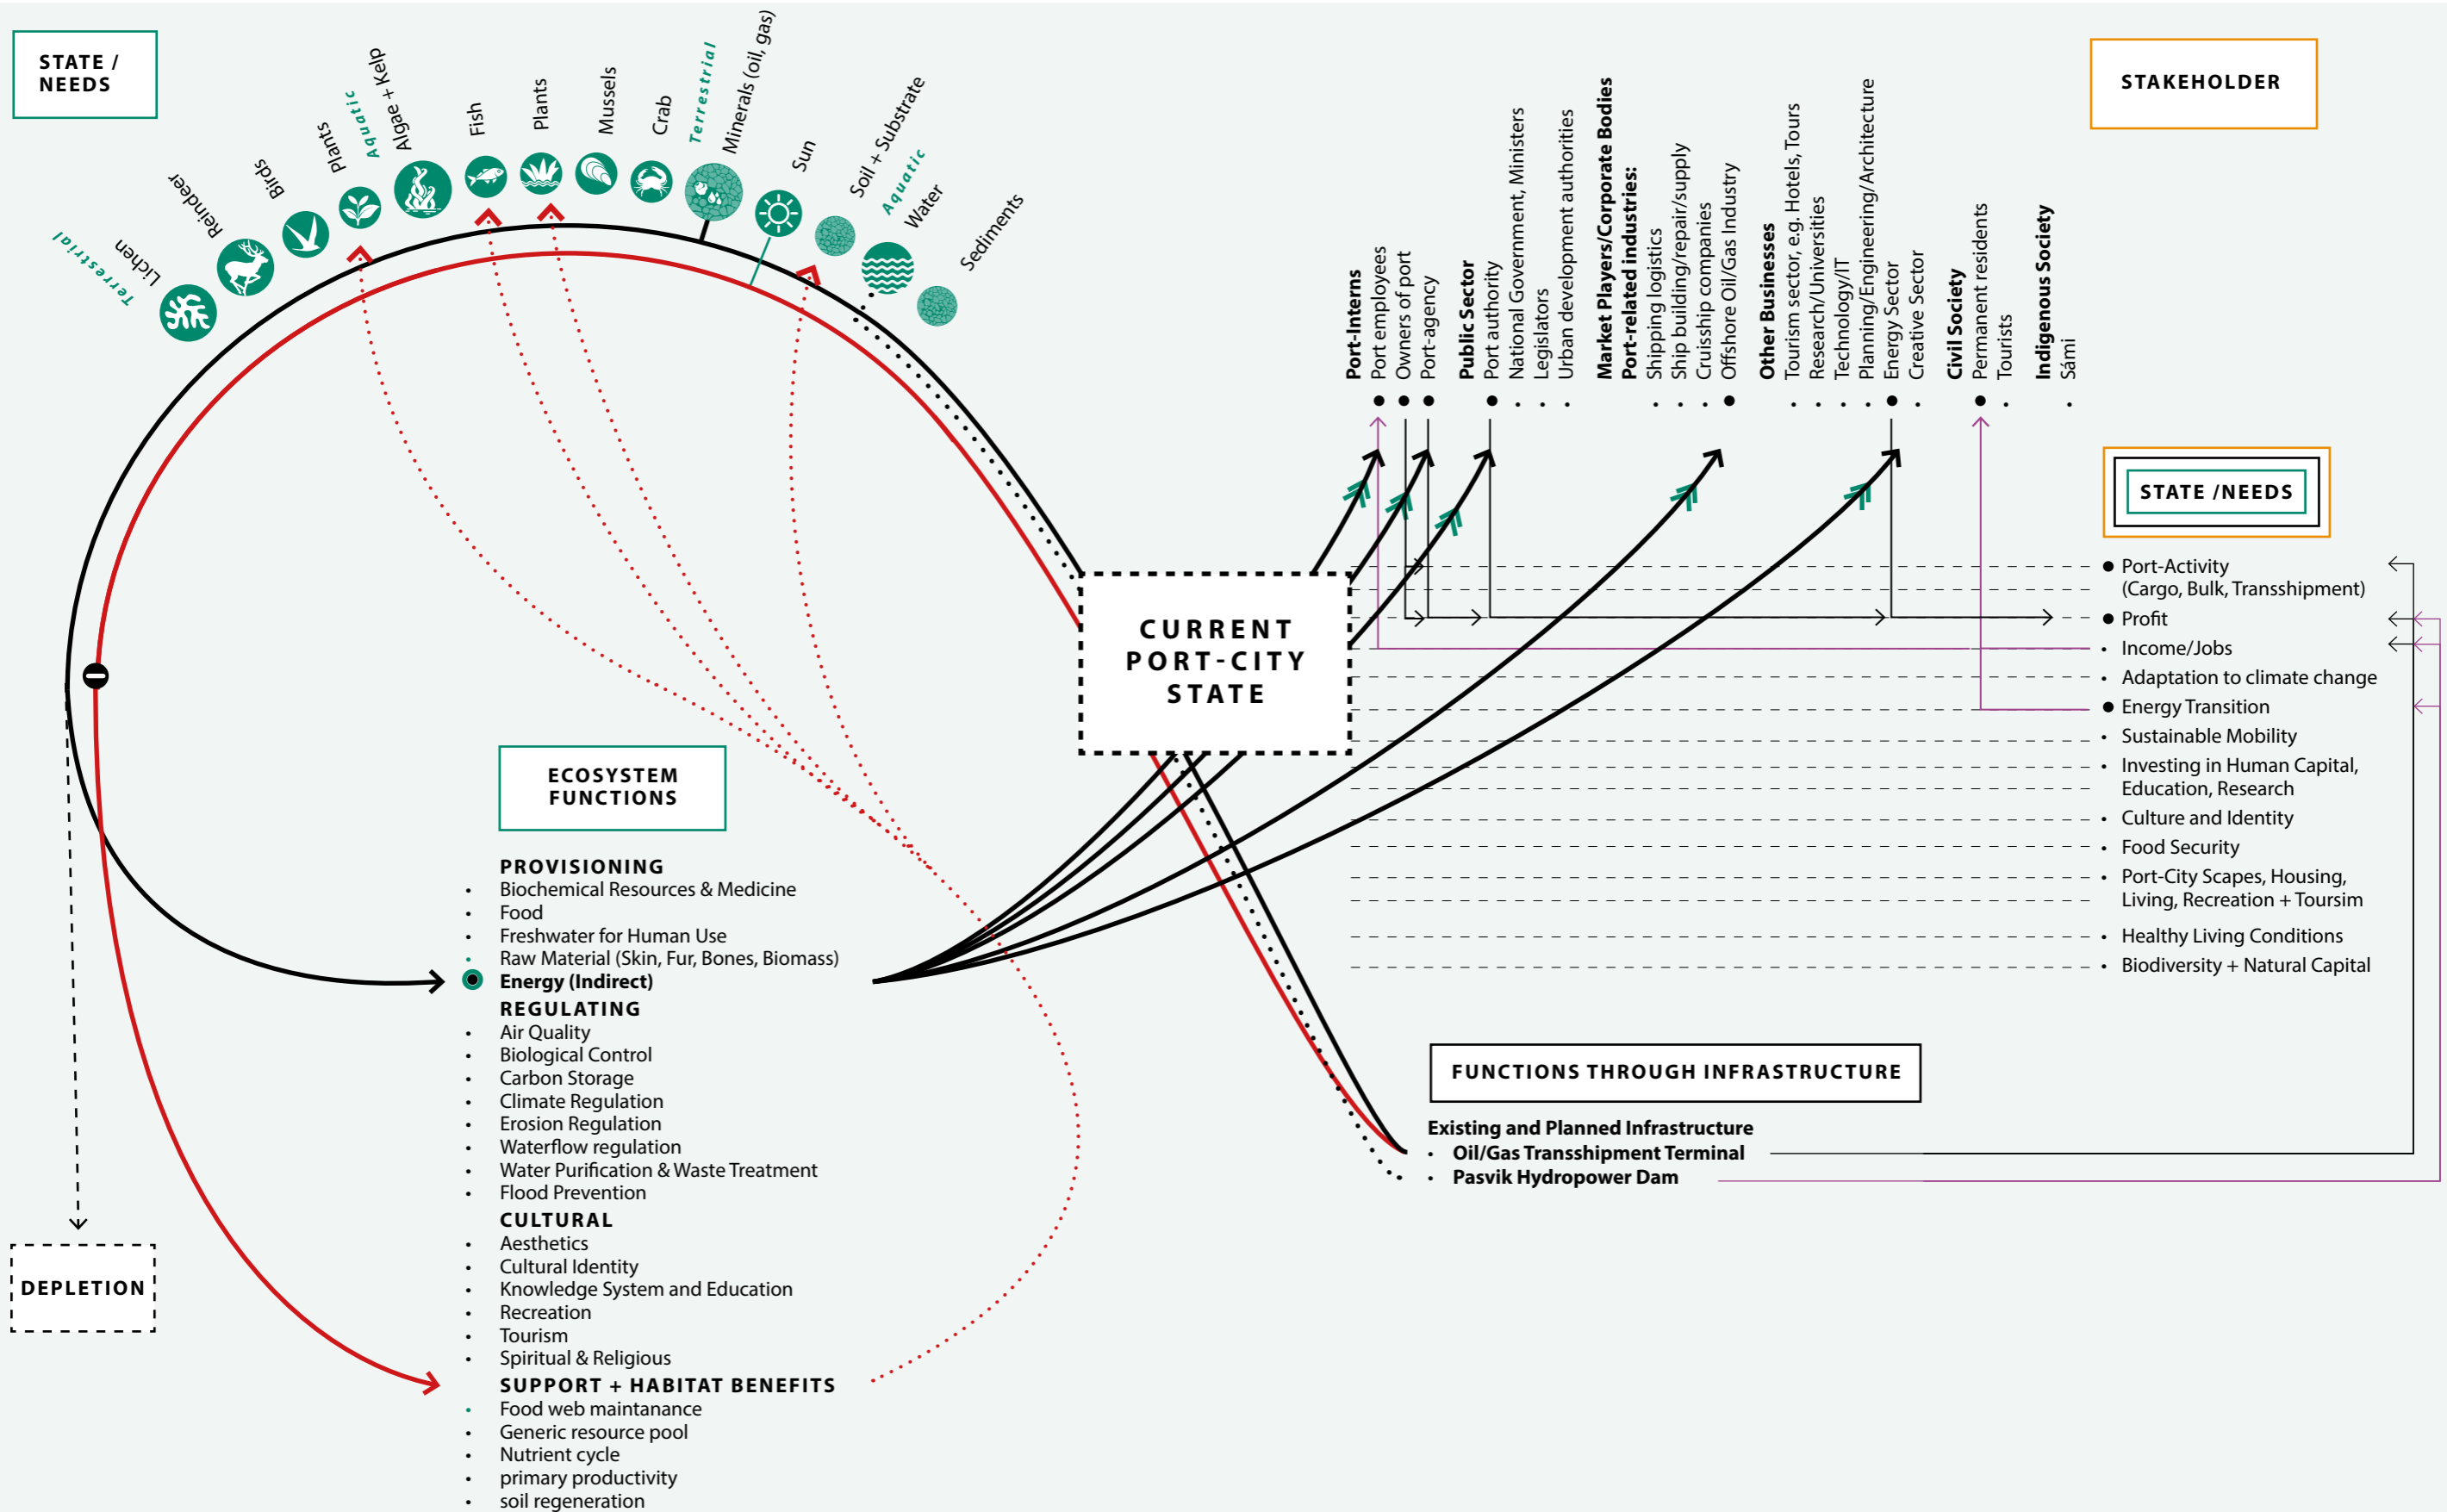 STATE /
NEEDS
Terrestrial
Lichen
Reindeer
Birds
Plants
Aquatic
Algae + Kelp
Fish
Plants
Mussels
Crab
Terrestrial
Minerals (oil, gas)
Sun
Soil + Substrate
Aquatic
Water
Sediments
STAKEHOLDER
Port-Interns
Port employees
Owners of port
Port-agency
Public Sector
Port authority
National Government, Ministers
Legislators
Urban development authorities
Market Players/Corporate Bodies
Port-related industries:
Shipping logistics
Ship building/repair/supply
Cruisship companies
Offshore Oil/Gas Industry
Other Businesses
Tourism sector, e.g. Hotels, Tours
Research/Universities
Technology/IT
Planning/Engineering/Architecture
Energy Sector
Creative Sector
Civil Society
Permanent residents
Tourists
Indigenous Society
Sámi
STATE /NEEDS
Port-Activity
(Cargo, Bulk, Transshipment)
Profit
Income/Jobs
Adaptation to climate change
Energy Transition
Sustainable Mobility
Investing in Human Capital,
Education, Research
Culture and Identity
Food Security
Port-City Scapes, Housing,
Living, Recreation + Toursim
Healthy Living Conditions
Biodiversity + Natural Capital
CURRENT
PORT-CITY
STATE
ECOSYSTEM
FUNCTIONS
PROVISIONING
Biochemical Resources & Medicine
Food
Freshwater for Human Use
Raw Material (Skin, Fur, Bones, Biomass)
Energy (Indirect)
REGULATING
Air Quality
Biological Control
Carbon Storage
Climate Regulation
Erosion Regulation
Waterflow regulation
Water Purification & Waste Treatment
Flood Prevention
CULTURAL
Aesthetics
Cultural Identity
Knowledge System and Education
Recreation
Tourism
Spiritual & Religious
SUPPORT + HABITAT BENEFITS
Food web maintanance
Generic resource pool
Nutrient cycle
primary productivity
soil regeneration
DEPLETION
FUNCTIONS THROUGH INFRASTRUCTURE
Existing and Planned Infrastructure
Oil/Gas Transshipment Terminal
Pasvik Hydropower Dam